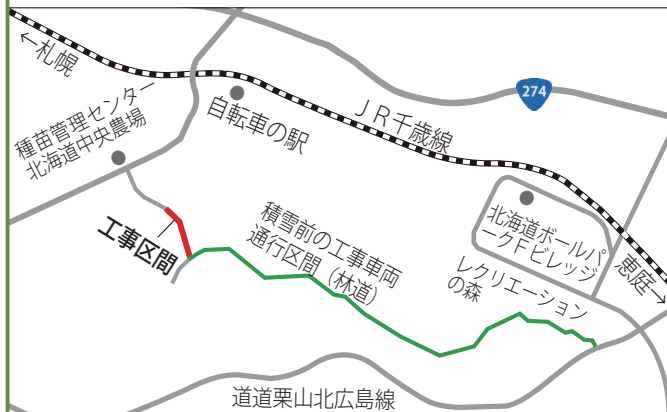 ←札幌
種苗管理センター
北海道中央農場
自転車の駅
JR千歳線
274
工事区間
積雪前の工事車両
通行区間（林道）
北海道ボールパ
ークFビレッジ
恵庭→
レクリエーション
の森
道道栗山北広島線